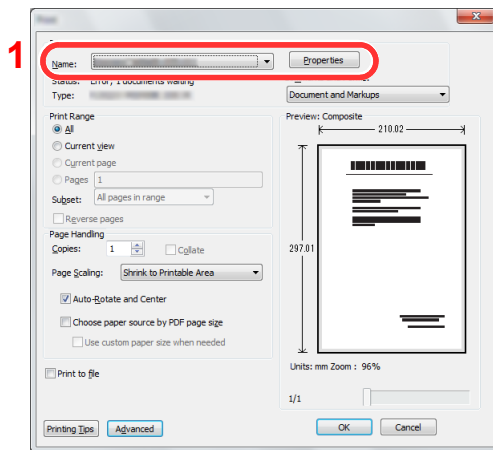 1
Name:
Properties
Status: Error; 1 documents waiting
Type:
Document and Markups
Print Range
All
Current view
Current page
Pages 1
Subset: All pages in range
Reverse pages
Page Handling
Copies: 1 Collate
Page Scaling: Shrink to Printable Area
Auto-Rotate and Center
Choose paper source by PDF page size
Use custom paper size when needed
Print to file
Preview: Composite
210.02
297.01
Units: mm Zoom : 96%
1/1
Printing Tips
Advanced
OK
Cancel